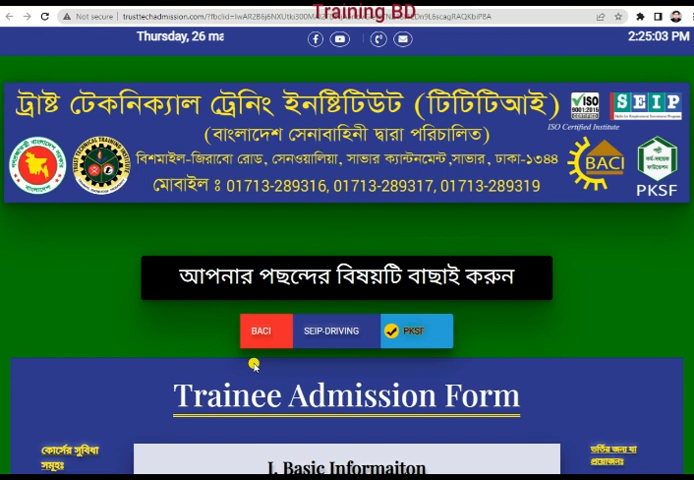 Training BD
Not secure | trusttechadmission.com/?fbclid=
Thursday, 26 ma
2:25:03 PM
ট্রাষ্ট টেকনিক্যাল ট্রেনিং ইনষ্টিটিউট (টিটিটিআই)
(বাংলাদেশ সেনাবাহিনী দ্বারা পরিচালিত)
বিশমাইল-জিরাবো রোড, সেনওয়ালিয়া, সাভার ক্যান্টনমেন্ট ,সাভার, ঢাকা-১৩৪৪
মোবাইল ঃ 01713-289316, 01713-289317, 01713-289319
ISO
9001:2015
SEIP
ISO Certified Institute
BACI
PKSF
আপনার পছন্দের বিষয়টি বাছাই করুন
BACI SEIP-DRIVING PKSF
Trainee Admission Form
কোর্সের সুবিধা
সমূহঃ
I. Basic Informaiton
ভর্তির জন্য যা
প্রয়োজনঃ